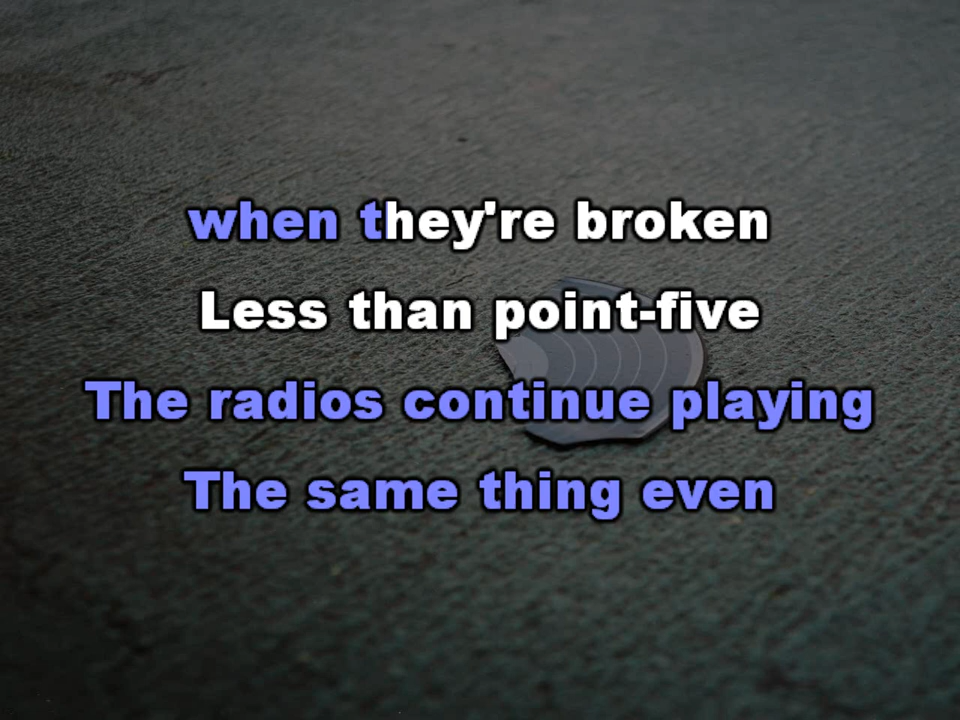 when they're broken
Less than point-five
The radios continue playing
The same thing even